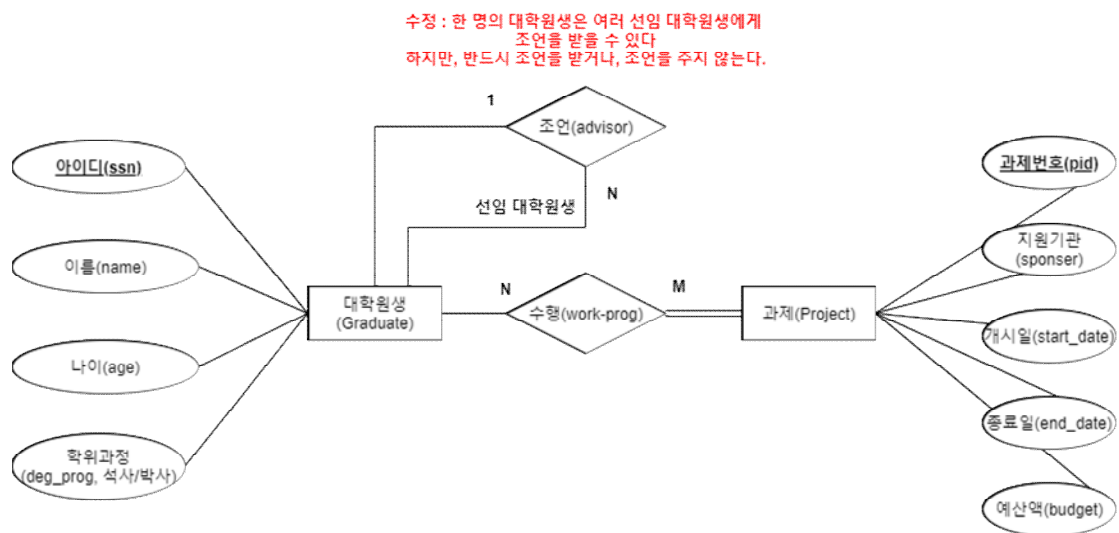 수정 : 한 명의 대학원생은 여러 선임 대학원생에게
조언을 받을 수 있다
하지만, 반드시 조언을 받거나, 조언을 주지 않는다.
1
조언(advisor)
아이디(ssn)
과제번호(pid)
N
선임 대학원생
지원기관
(sponser)
이름(name)
대학원생
(Graduate)
N
수행(work-prog)
M
과제(Project)
개시일(start_date)
나이(age)
종료일(end_date)
학위과정
(deg_prog, 석사/박사)
예산액(budget)